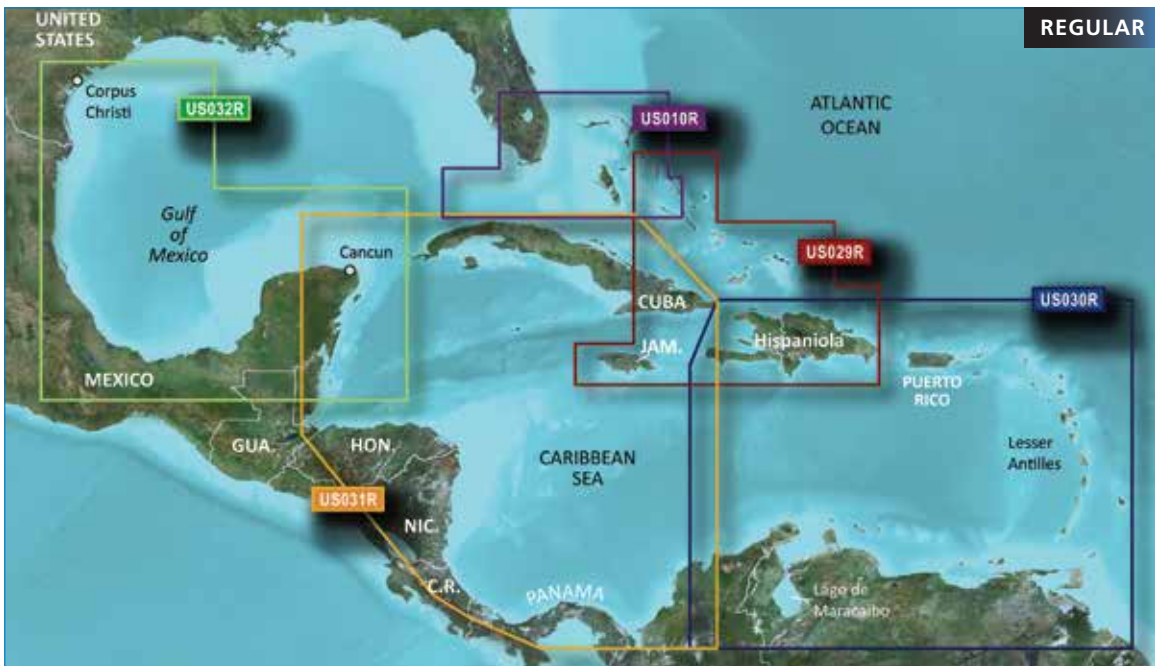 UNITED
STATES
REGULAR
Corpus
Christi
US032R
US010R
ATLANTIC
OCEAN
Gulf
of
Mexico
Cancun
US029R
CUBA
US030R
JAM.
Hispaniola
MEXICO
PUERTO
RICO
GUA.
HON.
CARIBBEAN
SEA
Lesser
Antilles
US031R
NIC.
C.R.
PANAMA
Lago de
Maracaibo